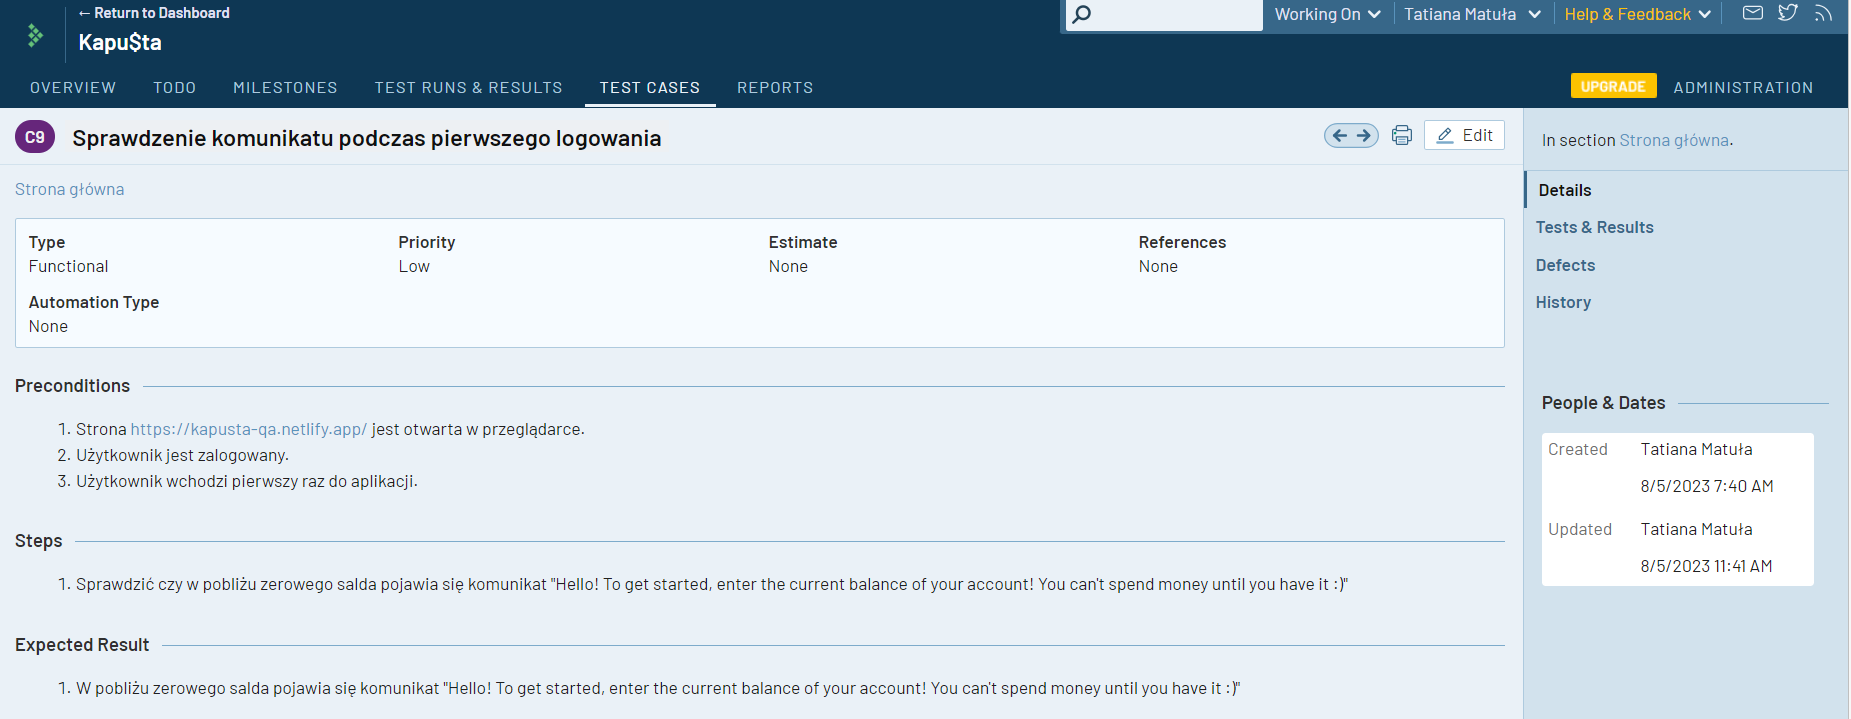 ← Return to Dashboard
Working On
Tatiana Matuła
Help & Feedback
Kapu$ta
OVERVIEW
TODO
MILESTONES
TEST RUNS & RESULTS
TEST CASES
REPORTS
UPGRADE
ADMINISTRATION
C9
Sprawdzenie komunikatu podczas pierwszego logowania
Edit
Strona główna
Type
Functional
Priority
Low
Estimate
None
References
None
Automation Type
None
Preconditions
1. Strona https://kapusta-qa.netlify.app/ jest otwarta w przeglądarce.
2. Użytkownik jest zalogowany.
3. Użytkownik wchodzi pierwszy raz do aplikacji.
Steps
1. Sprawdzić czy w pobliżu zerowego salda pojawia się komunikat "Hello! To get started, enter the current balance of your account! You can't spend money until you have it :)"
Expected Result
1. W pobliżu zerowego salda pojawia się komunikat "Hello! To get started, enter the current balance of your account! You can't spend money until you have it :)"
In section Strona główna.
Details
Tests & Results
Defects
History
People & Dates
Created Tatiana Matuła
8/5/2023 7:40 AM
Updated Tatiana Matuła
8/5/2023 11:41 AM